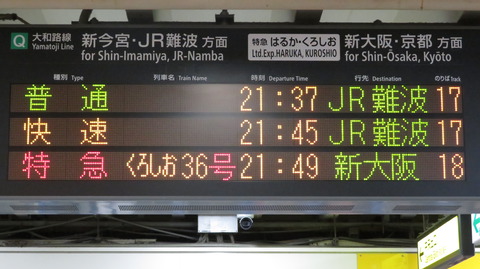 Q 大和路線 新今宮・JR難波 方面 特急 はるか・くろしお 新大阪・京都 方面
Yamatoji Line for Shin-Imamiya, JR-Namba Ltd.Exp.HARUKA, KUROSHIO for Shin-Ōsaka, Kyōto
種別 Type 列車名 Train Name 時刻 Departure Time 行先 Destination のりば Track
普通 21:37 JR難波 17
快速 21:45 JR難波 17
特急 くろしお36号 21:49 新大阪 18